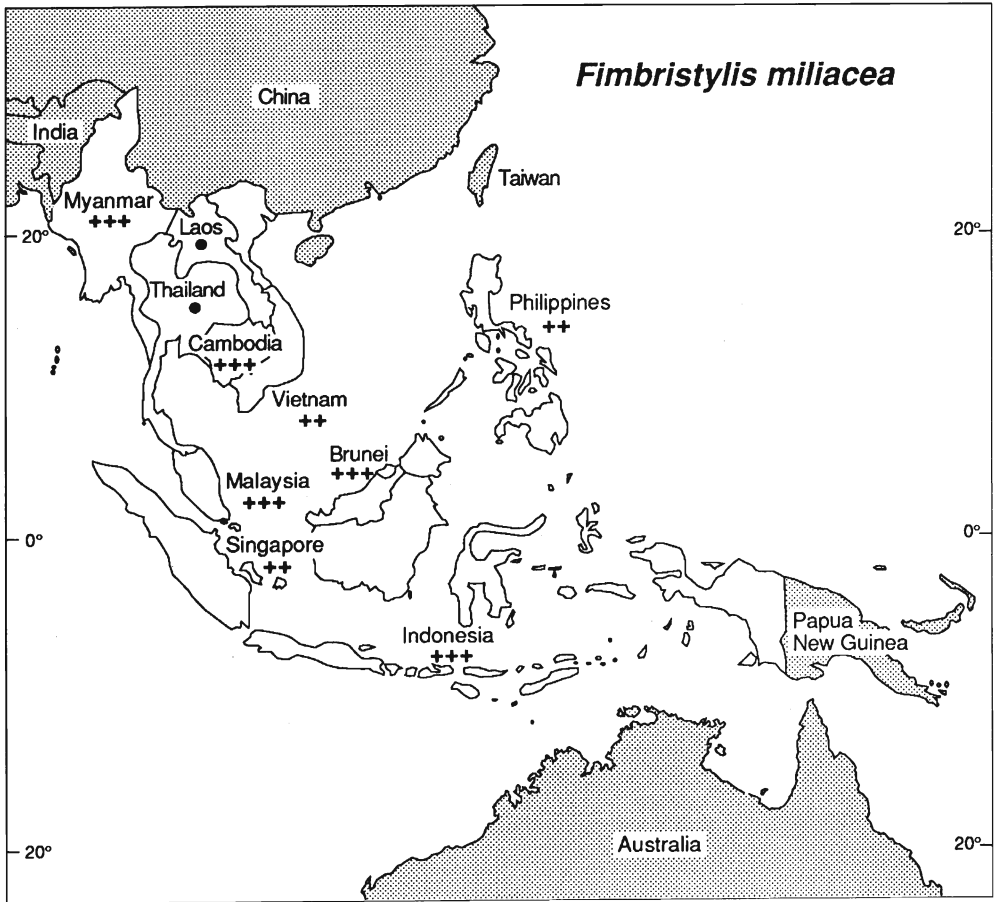 Fimbristylis miliacea
China
India
Taiwan
Myanmar
+++
Laos
20°
20°
Thailand
Philippines
++
Cambodia
+++
Vietnam
++
Brunei
+++
Malaysia
+++
0°
0°
Singapore
++
Indonesia
+++
Papua
New Guinea
Australia
20°
20°